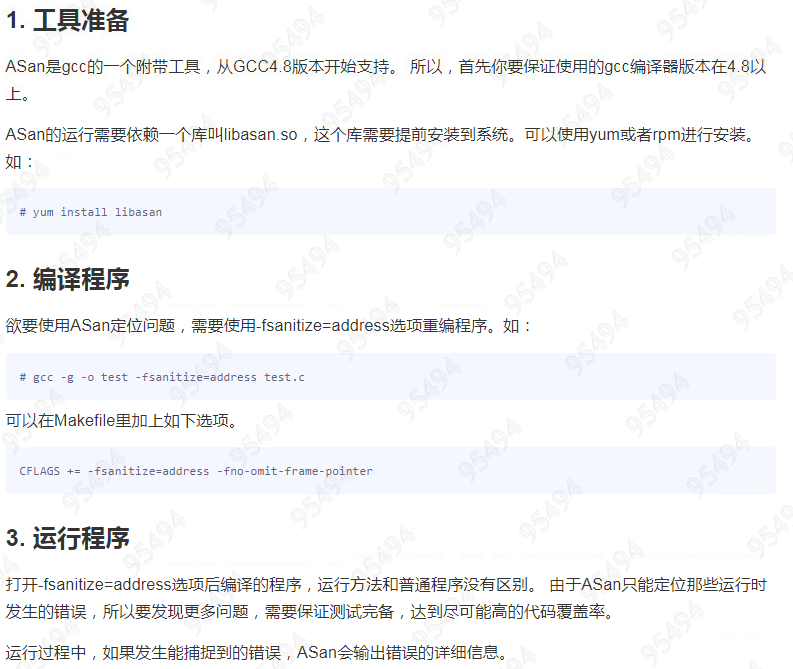 1. 工具准备
ASan是gcc的一个附带工具，从GCC4.8版本开始支持。 所以，首先你要保证使用的gcc编译器版本在4.8以
上。
ASan的运行需要依赖一个库叫libasan.so，这个库需要提前安装到系统。可以使用yum或者rpm进行安装。
如：
# yum install libasan
2. 编译程序
欲要使用ASan定位问题，需要使用-fsanitize=address选项重编程序。如：
# gcc -g -o test -fsanitize=address test.c
可以在Makefile里加上如下选项。
CFLAGS += -fsanitize=address -fno-omit-frame-pointer
3. 运行程序
打开-fsanitize=address选项后编译的程序，运行方法和普通程序没有区别。 由于ASan只能定位那些运行时
发生的错误，所以要发现更多问题，需要保证测试完备，达到尽可能高的代码覆盖率。
运行过程中，如果发生能捕捉到的错误，ASan会输出错误的详细信息。
95494